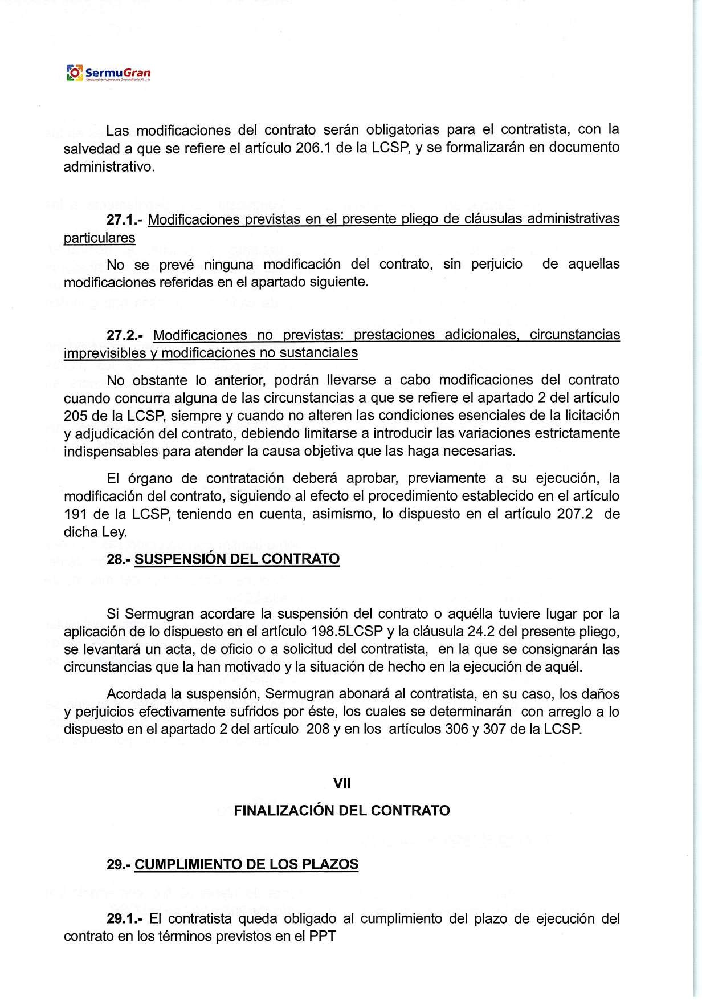 SermuGran
Servicios Municipales de Granadilla de Abona
Las modificaciones del contrato serán obligatorias para el contratista, con la
salvedad a que se refiere el artículo 206.1 de la LCSP, y se formalizarán en documento
administrativo.
27.1.- Modificaciones previstas en el presente pliego de cláusulas administrativas
particulares
No se prevé ninguna modificación del contrato, sin perjuicio de aquellas
modificaciones referidas en el apartado siguiente.
27.2.- Modificaciones no previstas: prestaciones adicionales, circunstancias
imprevisibles y modificaciones no sustanciales
No obstante lo anterior, podrán llevarse a cabo modificaciones del contrato
cuando concurra alguna de las circunstancias a que se refiere el apartado 2 del artículo
205 de la LCSP, siempre y cuando no alteren las condiciones esenciales de la licitación
y adjudicación del contrato, debiendo limitarse a introducir las variaciones estrictamente
indispensables para atender la causa objetiva que las haga necesarias.
El órgano de contratación deberá aprobar, previamente a su ejecución, la
modificación del contrato, siguiendo al efecto el procedimiento establecido en el artículo
191 de la LCSP, teniendo en cuenta, asimismo, lo dispuesto en el artículo 207.2 de
dicha Ley.
28.- SUSPENSIÓN DEL CONTRATO
Si Sermugran acordare la suspensión del contrato o aquélla tuviere lugar por la
aplicación de lo dispuesto en el artículo 198.5LCSP y la cláusula 24.2 del presente pliego,
se levantará un acta, de oficio o a solicitud del contratista, en la que se consignarán las
circunstancias que la han motivado y la situación de hecho en la ejecución de aquél.
Acordada la suspensión, Sermugran abonará al contratista, en su caso, los daños
y perjuicios efectivamente sufridos por éste, los cuales se determinarán con arreglo a lo
dispuesto en el apartado 2 del artículo 208 y en los artículos 306 y 307 de la LCSP.
VII
FINALIZACIÓN DEL CONTRATO
29.- CUMPLIMIENTO DE LOS PLAZOS
29.1.- El contratista queda obligado al cumplimiento del plazo de ejecución del
contrato en los términos previstos en el PPT